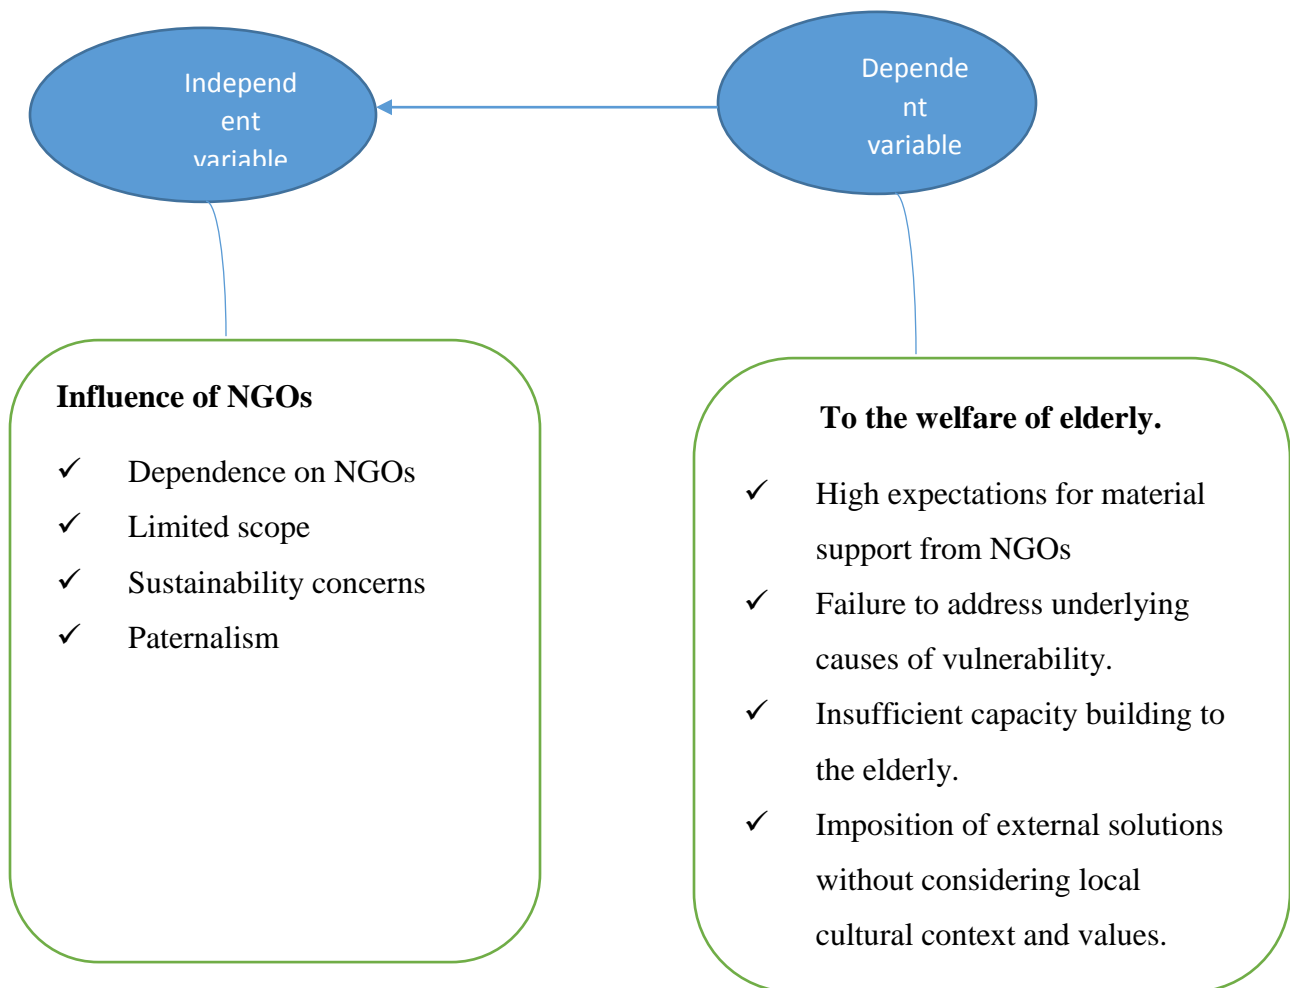 Independ
ent
variable
Depende
nt
variable
Influence of NGOs
✓ Dependence on NGOs
✓ Limited scope
✓ Sustainability concerns
✓ Paternalism
To the welfare of elderly.
✓ High expectations for material
support from NGOs
✓ Failure to address underlying
causes of vulnerability.
✓ Insufficient capacity building to
the elderly.
✓ Imposition of external solutions
without considering local
cultural context and values.